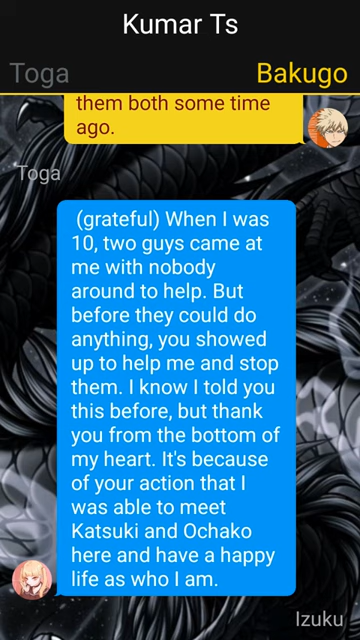 Kumar Ts
Toga Bakugo
them both some time
ago.
Toga
(grateful) When I was
10, two guys came at
me with nobody
around to help. But
before they could do
anything, you showed
up to help me and stop
them. I know I told you
this before, but thank
you from the bottom of
my heart. It's because
of your action that I
was able to meet
Katsuki and Ochako
here and have a happy
life as who I am.
Izuku